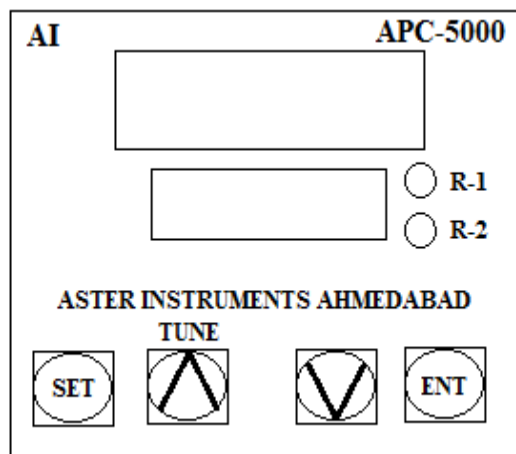 AI APC-5000
R-1
R-2
ASTER INSTRUMENTS AHMEDABAD
TUNE
SET ENT